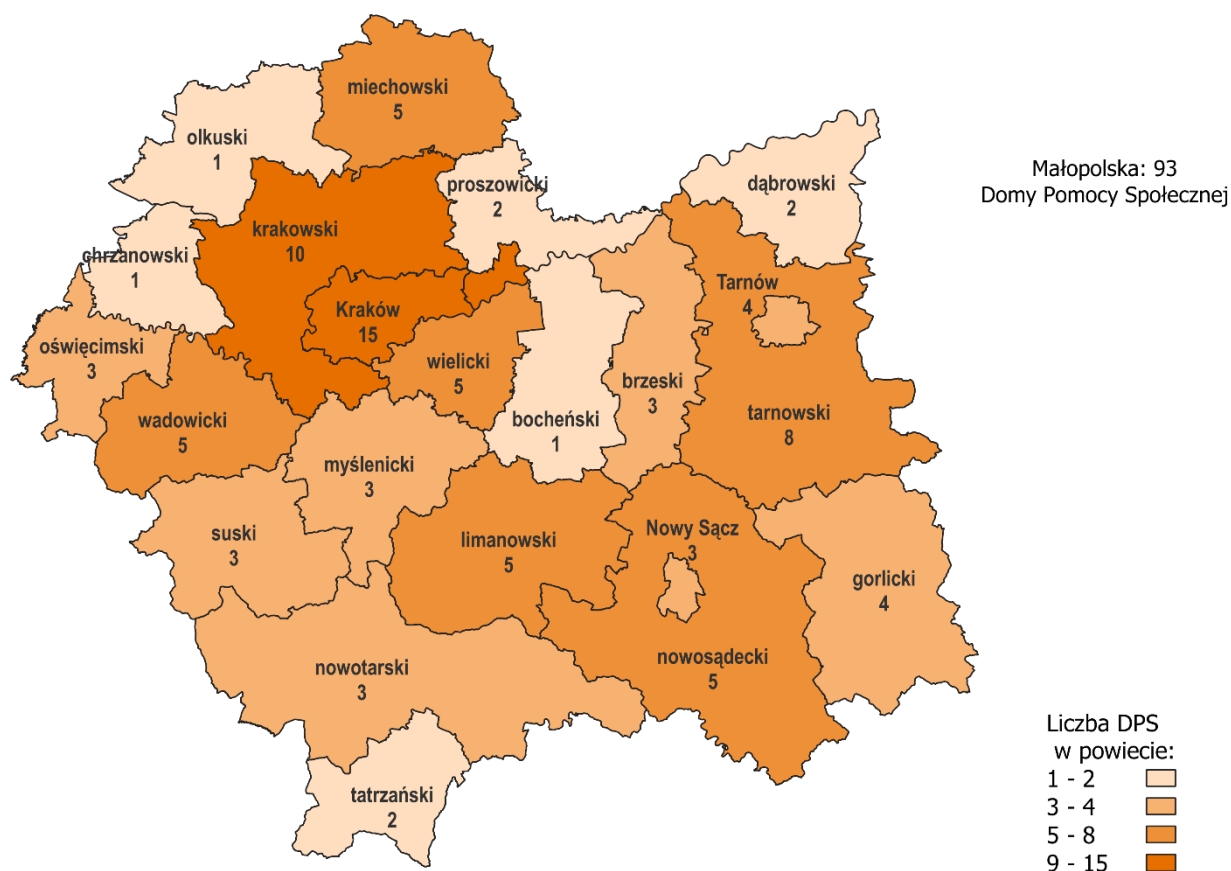 miechowski
5
olkuski
1
proszowicki
2
dąbrowski
2
Małopolska: 93
Domy Pomocy Społecznej
krakowski
10
chrzanowski
1
Tarnów
4
Kraków
15
oświęcimski
3
wielicki
5
brzeski
3
wadowicki
5
bocheński
1
tarnowski
8
myślenicki
3
suski
3
limanowski
5
Nowy Sącz
3
gorlicki
4
nowotarski
3
nowosądecki
5
tatrzański
2
Liczba DPS
w powiecie:
1 - 2
3 - 4
5 - 8
9 - 15